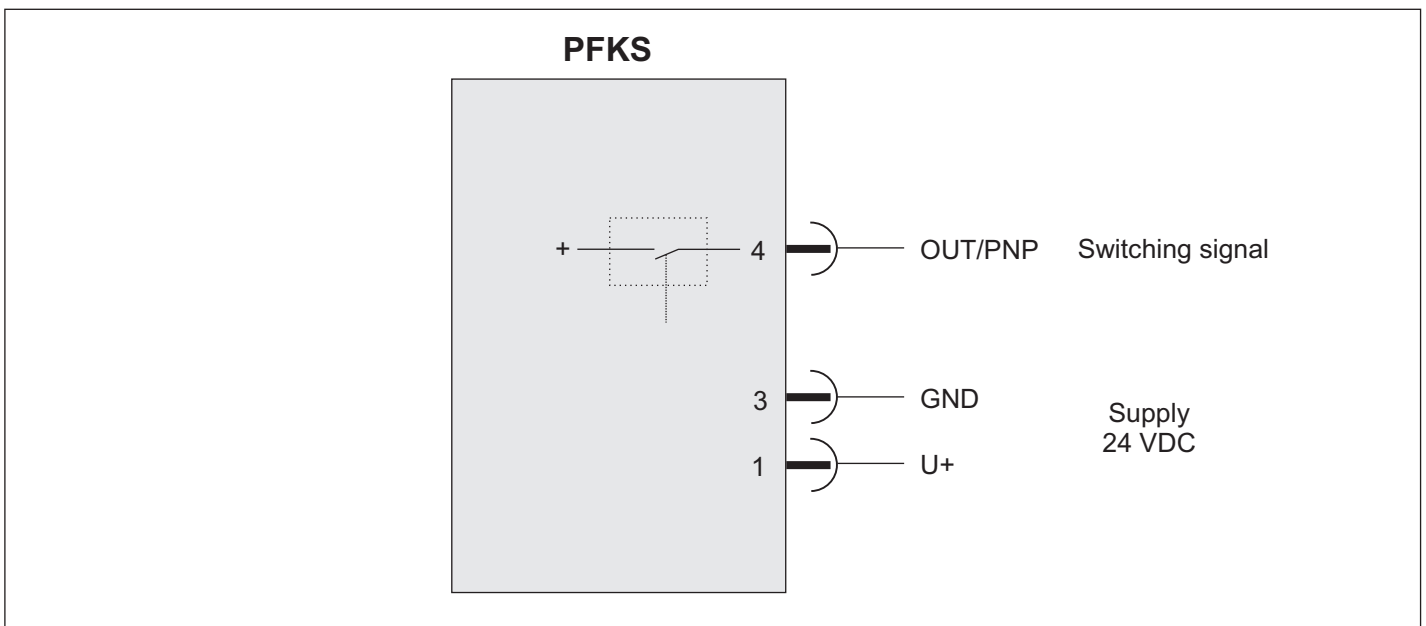 PFKS
+ 4 OUT/PNP Switching signal
3 GND
Supply
24 VDC
1 U+